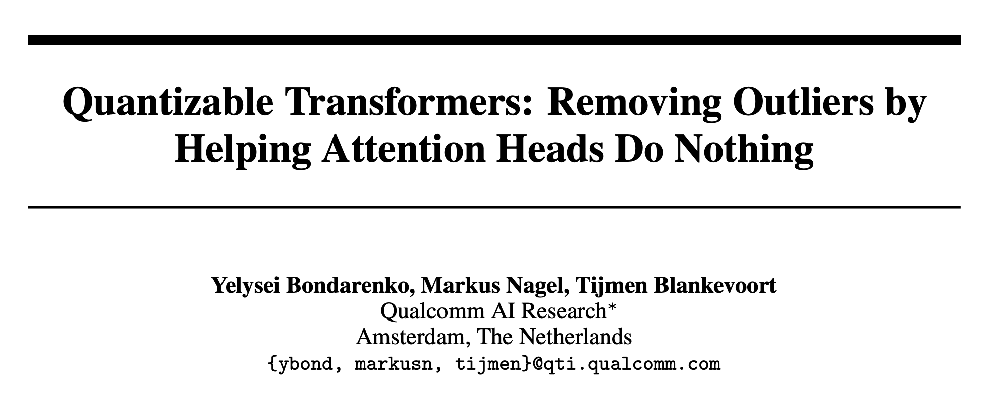 Quantizable Transformers: Removing Outliers by
Helping Attention Heads Do Nothing
Yelysei Bondarenko, Markus Nagel, Tijmen Blankevoort
Qualcomm AI Research*
Amsterdam, The Netherlands
{ybond, markusn, tijmen}@qti.qualcomm.com